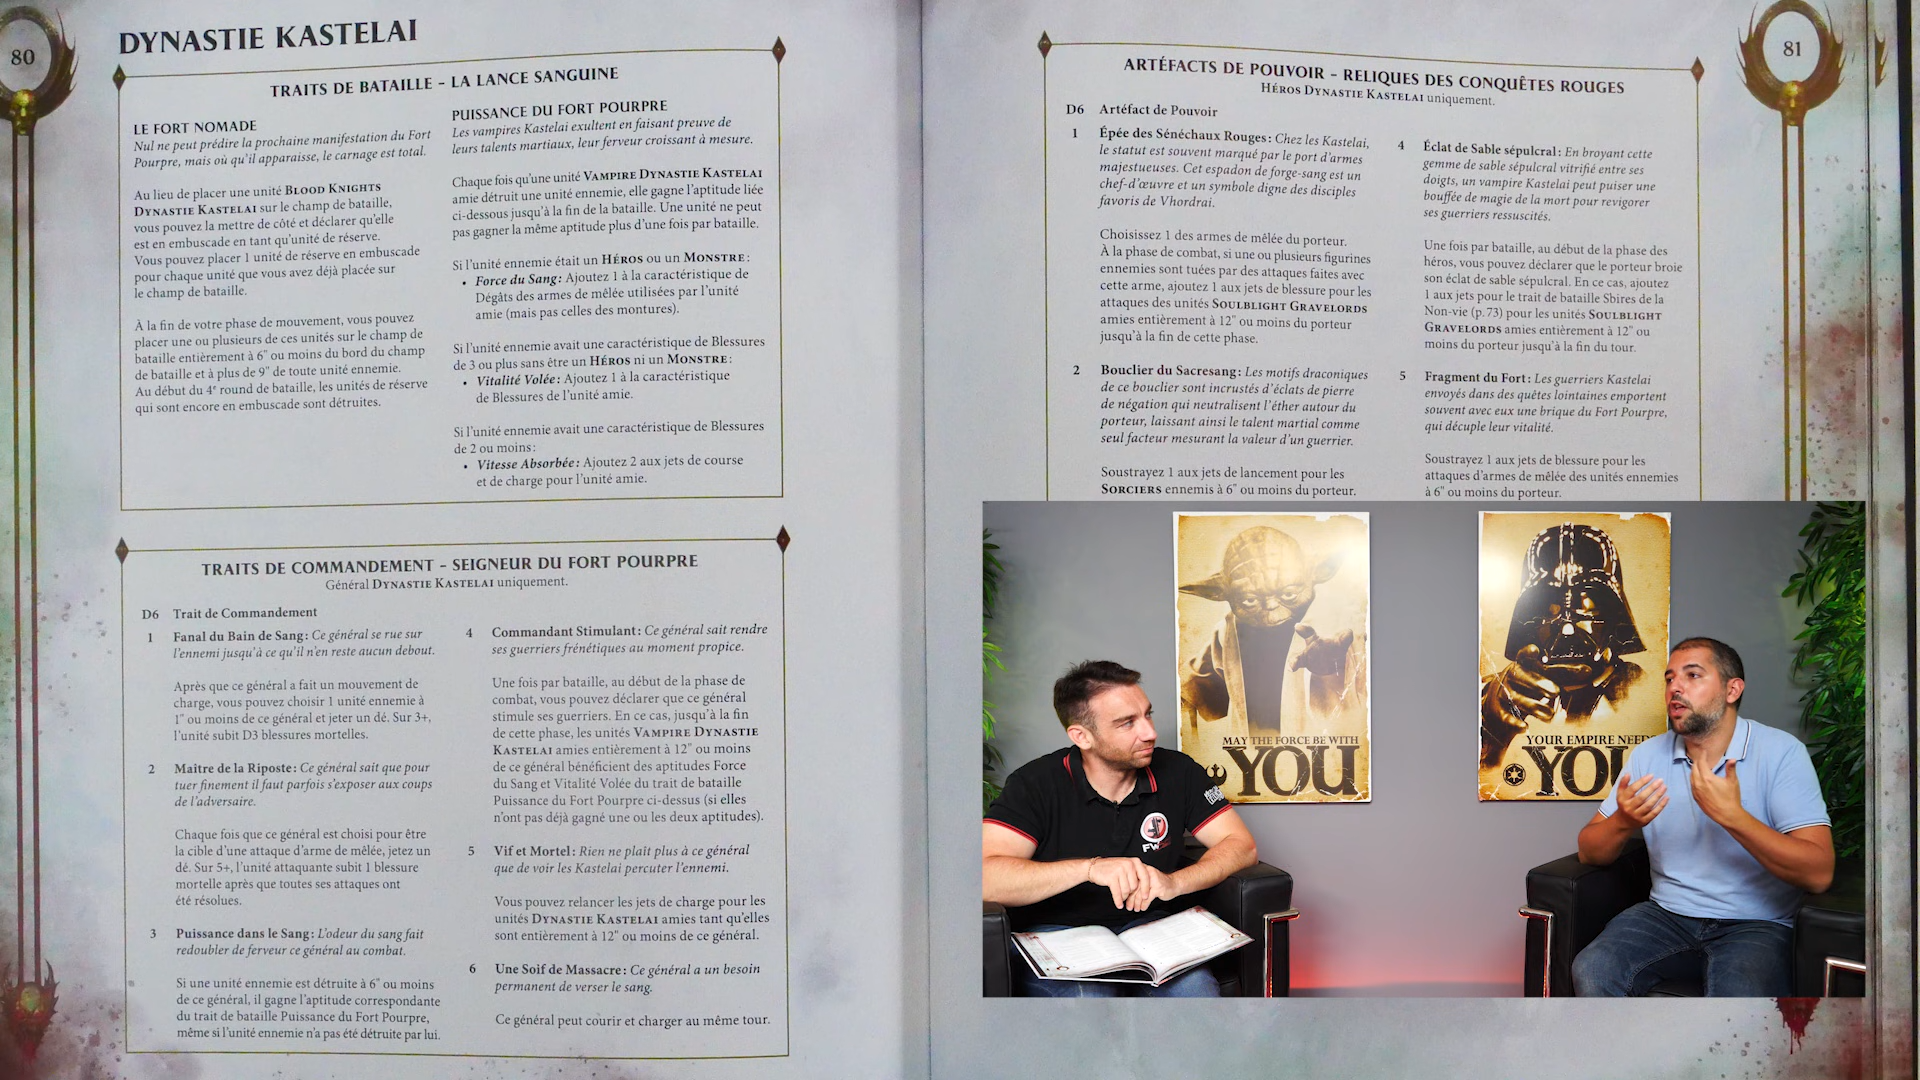 80
DYNASTIE KASTELAI
TRAITS DE BATAILLE – LA LANCE SANGUINE
LE FORT NOMADE
Nul ne peut prédire la prochaine manifestation du Fort
Pourpre, mais où qu'il apparaisse, le carnage est total.
Au lieu de placer une unité BLOOD KNIGHTS
DYNASTIE KASTELAI sur le champ de bataille,
vous pouvez la mettre de côté et déclarer qu'elle
est en embuscade en tant qu'unité de réserve.
Vous pouvez placer 1 unité de réserve en embuscade
pour chaque unité que vous avez déjà placée sur
le champ de bataille.
À la fin de votre phase de mouvement, vous pouvez
placer une ou plusieurs de ces unités sur le champ de
bataille entièrement à 6" ou moins du bord du champ
de bataille et à plus de 9" de toute unité ennemie.
Au début du 4e round de bataille, les unités de réserve
qui sont encore en embuscade sont détruites.
PUISSANCE DU FORT POURPRE
Les vampires Kastelai exultent en faisant preuve de
leurs talents martiaux, leur ferveur croissant à mesure.
Chaque fois qu'une unité VAMPIRE DYNASTIE KASTELAI
amie détruit une unité ennemie, elle gagne l'aptitude liée
ci-dessous jusqu'à la fin de la bataille. Une unité ne peut
pas gagner la même aptitude plus d'une fois par bataille.
Si l'unité ennemie était un HÉROS ou un MONSTRE:
• Force du Sang: Ajoutez 1 à la caractéristique de
Dégâts des armes de mêlée utilisées par l'unité
amie (mais pas celles des montures).
Si l'unité ennemie avait une caractéristique de Blessures
de 3 ou plus sans être un HÉROS ni un MONSTRE:
• Vitalité Volée: Ajoutez 1 à la caractéristique
de Blessures de l'unité amie.
Si l'unité ennemie avait une caractéristique de Blessures
de 2 ou moins:
• Vitesse Absorbée: Ajoutez 2 aux jets de course
et de charge pour l'unité amie.
TRAITS DE COMMANDEMENT – SEIGNEUR DU FORT POURPRE
Général DYNASTIE KASTELAI uniquement.
D6 Trait de Commandement
1 Fanal du Bain de Sang: Ce général se rue sur
l'ennemi jusqu'à ce qu'il n'en reste aucun debout.
Après que ce général a fait un mouvement de
charge, vous pouvez choisir 1 unité ennemie à
1" ou moins de ce général et jeter un dé. Sur 3+,
l'unité subit D3 blessures mortelles.
2 Maître de la Riposte: Ce général sait que pour
tuer finement il faut parfois s'exposer aux coups
de l'adversaire.
Chaque fois que ce général est choisi pour être
la cible d'une attaque d'arme de mêlée, jetez un
dé. Sur 5+, l'unité attaquante subit 1 blessure
mortelle après que toutes ses attaques ont
été résolues.
3 Puissance dans le Sang: L'odeur du sang fait
redoubler de ferveur ce général au combat.
Si une unité ennemie est détruite à 6" ou moins
de ce général, il gagne l'aptitude correspondante
du trait de bataille Puissance du Fort Pourpre,
même si l'unité ennemie n'a pas été détruite par lui.
4 Commandant Stimulant: Ce général sait rendre
ses guerriers frénétiques au moment propice.
Une fois par bataille, au début de la phase de
combat, vous pouvez déclarer que ce général
stimule ses guerriers. En ce cas, jusqu'à la fin
de cette phase, les unités VAMPIRE DYNASTIE
KASTELAI amies entièrement à 12" ou moins
de ce général bénéficient des aptitudes Force
du Sang et Vitalité Volée du trait de bataille
Puissance du Fort Pourpre ci-dessus (si elles
n'ont pas déjà gagné une ou les deux aptitudes).
5 Vif et Mortel: Rien ne plaît plus à ce général
que de voir les Kastelai percuter l'ennemi.
Vous pouvez relancer les jets de charge pour les
unités DYNASTIE KASTELAI amies tant qu'elles
sont entièrement à 12" ou moins de ce général.
6 Une Soif de Massacre: Ce général a un besoin
permanent de verser le sang.
Ce général peut courir et charger au même tour.
81
ARTÉFACTS DE POUVOIR – RELIQUES DES CONQUÊTES ROUGES
HÉROS DYNASTIE KASTELAI uniquement.
D6 Artéfact de Pouvoir
1 Épée des Sénéchaux Rouges: Chez les Kastelai,
le statut est souvent marqué par le port d'armes
majestueuses. Cet espadon de forge-sang est un
chef-d'œuvre et un symbole digne des disciples
favoris de Vhordrai.
Choisissez 1 des armes de mêlée du porteur.
À la phase de combat, si une ou plusieurs figurines
ennemies sont tuées par des attaques faites avec
cette arme, ajoutez 1 aux jets de blessure pour les
attaques des unités SOULBLIGHT GRAVELORDS
amies entièrement à 12" ou moins du porteur
jusqu'à la fin de cette phase.
2 Bouclier du Sacresang: Les motifs draconiques
de ce bouclier sont incrustés d'éclats de pierre
de négation qui neutralisent l'éther autour du
porteur, laissant ainsi le talent martial comme
seul facteur mesurant la valeur d'un guerrier.
Soustrayez 1 aux jets de lancement pour les
SORCIERS ennemis à 6" ou moins du porteur.
4 Éclat de Sable sépulcral: En broyant cette
gemme de sable sépulcral vitrifié entre ses
doigts, un vampire Kastelai peut puiser une
bouffée de magie de la mort pour revigorer
ses guerriers ressuscités.
Une fois par bataille, au début de la phase des
héros, vous pouvez déclarer que le porteur broie
son éclat de sable sépulcral. En ce cas, ajoutez
1 aux jets pour le trait de bataille Sbires de la
Non-vie (p.73) pour les unités SOULBLIGHT
GRAVELORDS amies entièrement à 12" ou
moins du porteur jusqu'à la fin du tour.
5 Fragment du Fort: Les guerriers Kastelai
envoyés dans des quêtes lointaines emportent
souvent avec eux une brique du Fort Pourpre,
qui décuple leur vitalité.
Soustrayez 1 aux jets de blessure pour les
attaques d'armes de mêlée des unités ennemies
à 6" ou moins du porteur.
MAY THE FORCE BE WITH
YOU
YOUR EMPIRE NEEDS
YOU